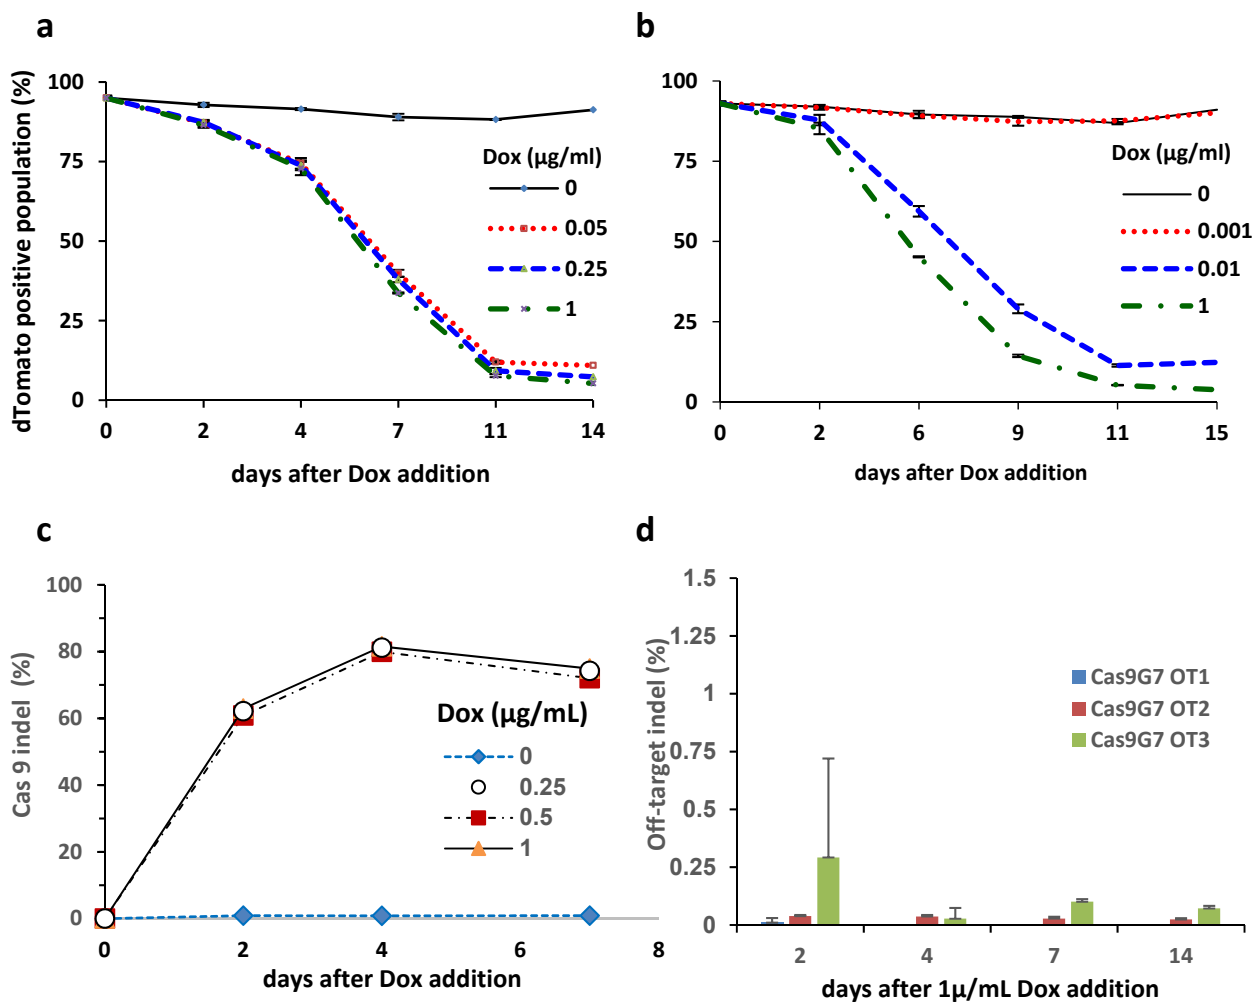 a
dTomato positive population (%)
100
75
50
25
0
Dox (µg/ml)
0
0.05
0.25
1
0 2 4 7 11 14
days after Dox addition
b
100
75
50
25
0
Dox (µg/ml)
0
0.001
0.01
1
0 2 6 9 11 15
days after Dox addition
c
Cas 9 indel (%)
100
80
60
40
20
0
Dox (µg/mL)
0
0.25
0.5
1
0 2 4 6 8
days after Dox addition
d
Off-target indel (%)
1.5
1.25
1
0.75
0.5
0.25
0
Cas9G7 OT1
Cas9G7 OT2
Cas9G7 OT3
2 4 7 14
days after 1µ/mL Dox addition